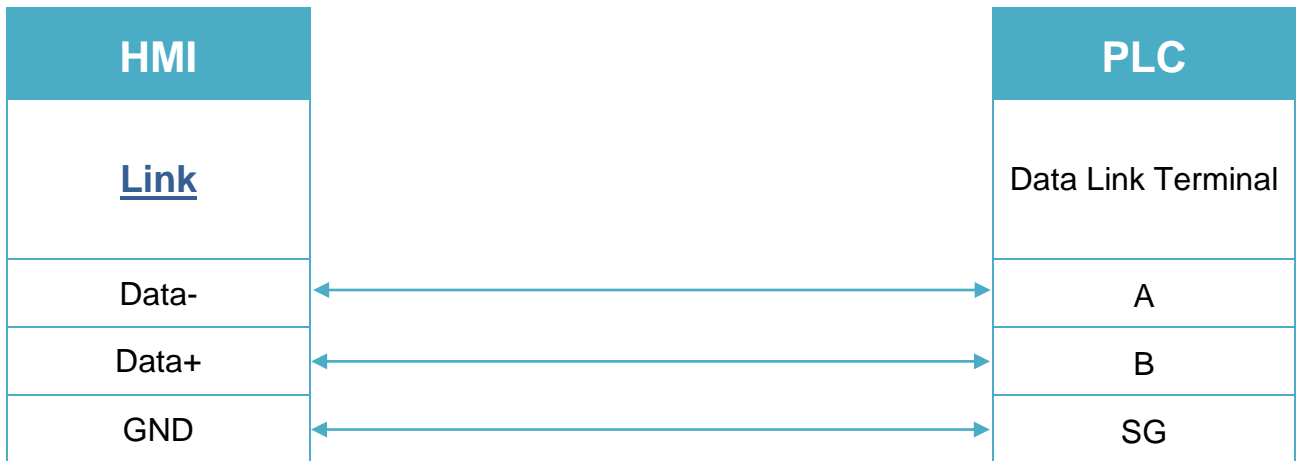 HMI
PLC
Link
Data Link Terminal
Data-
A
Data+
B
GND
SG